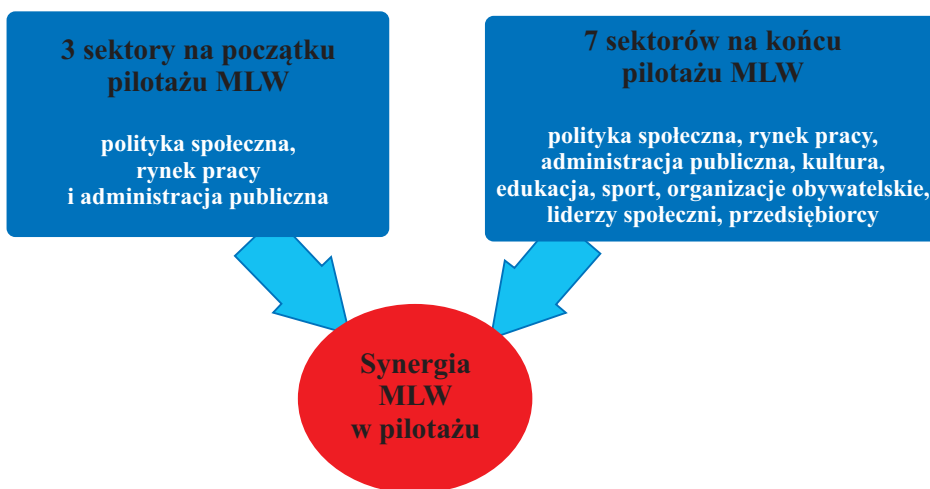 3 sektory na początku
pilotażu MLW
polityka społeczna,
rynek pracy
i administracja publiczna
7 sektorów na końcu
pilotażu MLW
polityka społeczna, rynek pracy,
administracja publiczna, kultura,
edukacja, sport, organizacje obywatelskie,
liderzy społeczni, przedsiębiorcy
Synergia
MLW
w pilotażu